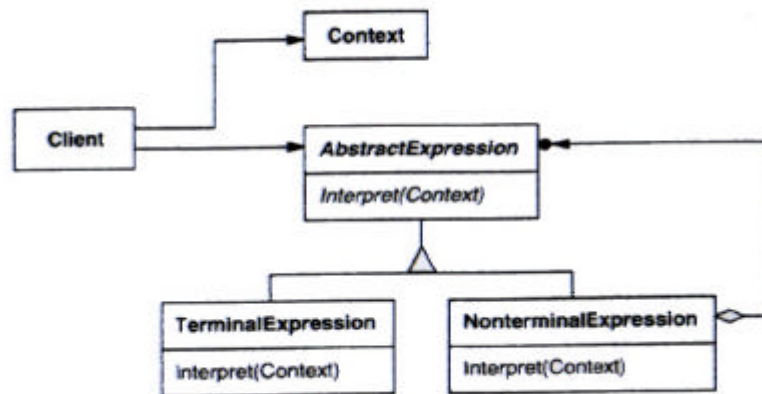 Context
Client
AbstractExpression
Interpret(Context)
TerminalExpression
NonterminalExpression
Interpret(Context)
Interpret(Context)